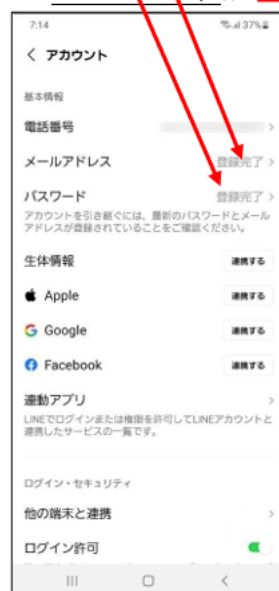 7:14
37%
アカウント
基本情報
電話番号
メールアドレス 登録完了
パスワード 登録完了
アカウントを引き継ぐには、最新のパスワードとメール
アドレスが登録されていることをご確認ください。
生体情報 連携する
Apple 連携する
Google 連携する
Facebook 連携する
連動アプリ
LINEでログインまたは権限を許可してLINEアカウントと
連携したサービスの一覧です。
ログイン・セキュリティ
他の端末と連携
ログイン許可